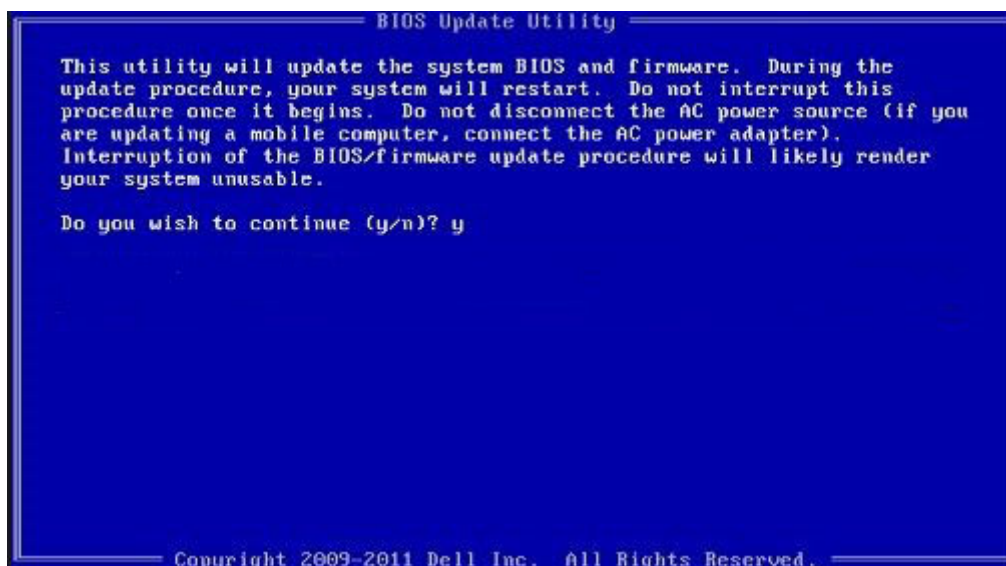 BIOS Update Utility
This utility will update the system BIOS and firmware. During the
update procedure, your system will restart. Do not interrupt this
procedure once it begins. Do not disconnect the AC power source (if you
are updating a mobile computer, connect the AC power adapter).
Interruption of the BIOS/firmware update procedure will likely render
your system unusable.
Do you wish to continue (y/n)? y
Copyright 2009-2011 Dell Inc. All Rights Reserved.